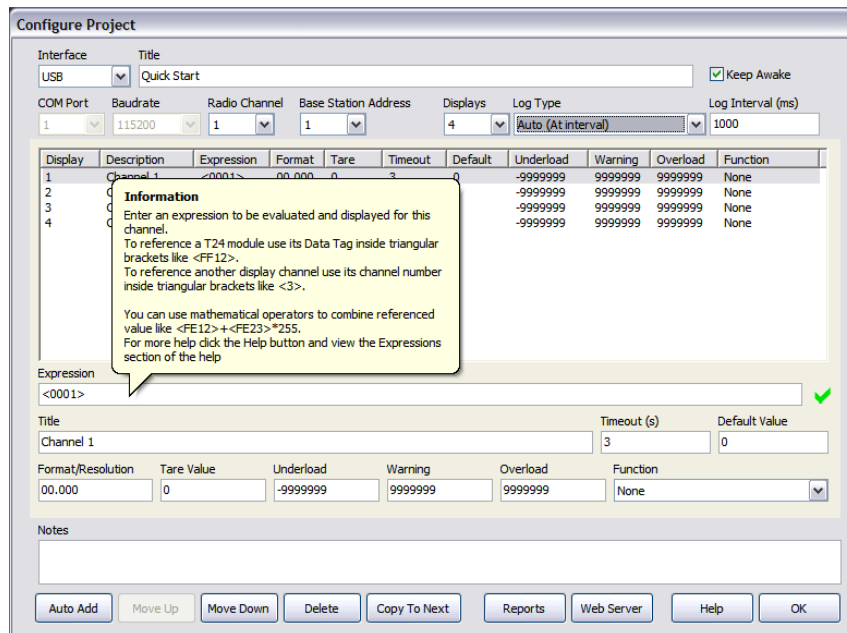 Configure Project
Interface Title
USB Quick Start Keep Awake
COM Port Baudrate Radio Channel Base Station Address Displays Log Type Log Interval (ms)
1 115200 1 1 4 Auto (At interval) 1000
Display Description Expression Format Tare Timeout Default Underload Warning Overload Function
1 Channel 1 <0001> 00.000 0 3 0 -9999999 9999999 9999999 None
2 -9999999 9999999 9999999 None
3 -9999999 9999999 9999999 None
4 -9999999 9999999 9999999 None
Information
Enter an expression to be evaluated and displayed for this
channel.
To reference a T24 module use its Data Tag inside triangular
brackets like <FF12>.
To reference another display channel use its channel number
inside triangular brackets like <3>.
You can use mathematical operators to combine referenced
value like <FE12>+<FE23>*255.
For more help click the Help button and view the Expressions
section of the help
Expression
<0001>
Title Timeout (s) Default Value
Channel 1 3 0
Format/Resolution Tare Value Underload Warning Overload Function
00.000 0 -9999999 9999999 9999999 None
Notes
Auto Add Move Up Move Down Delete Copy To Next Reports Web Server Help OK